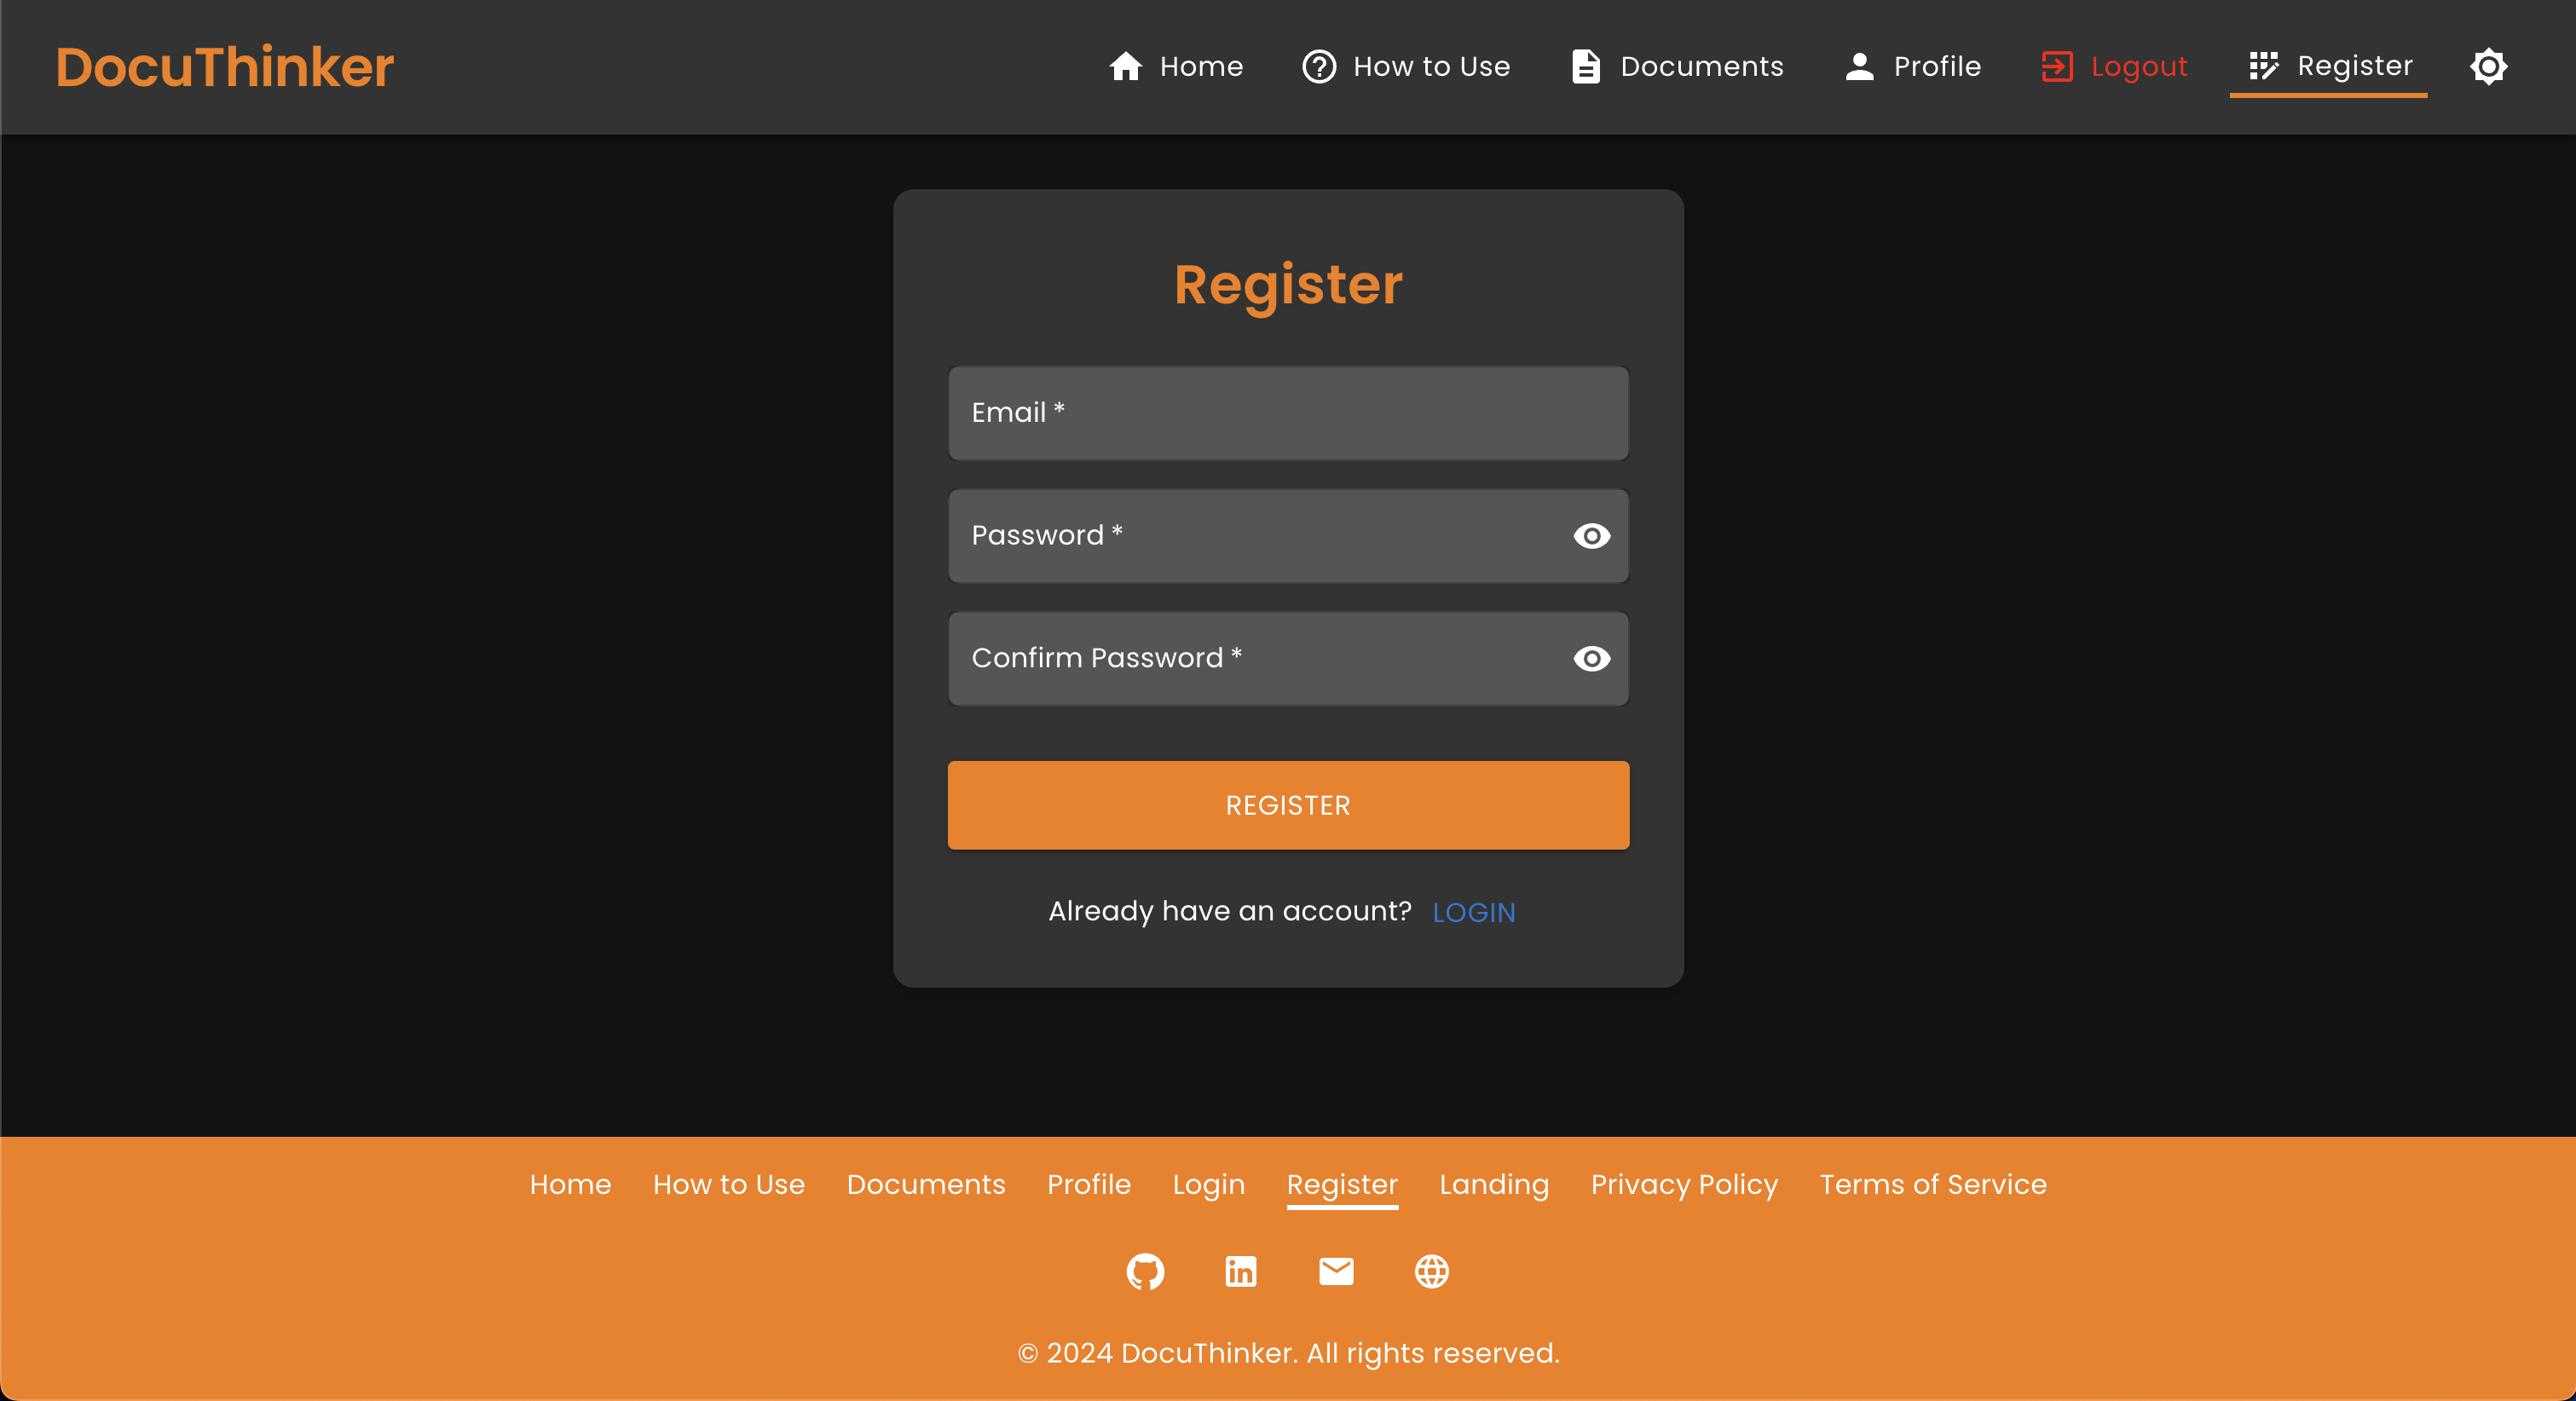 DocuThinker
Home How to Use Documents Profile Logout Register
Register
Email *
Password *
Confirm Password *
REGISTER
Already have an account? LOGIN
Home How to Use Documents Profile Login Register Landing Privacy Policy Terms of Service
in
© 2024 DocuThinker. All rights reserved.